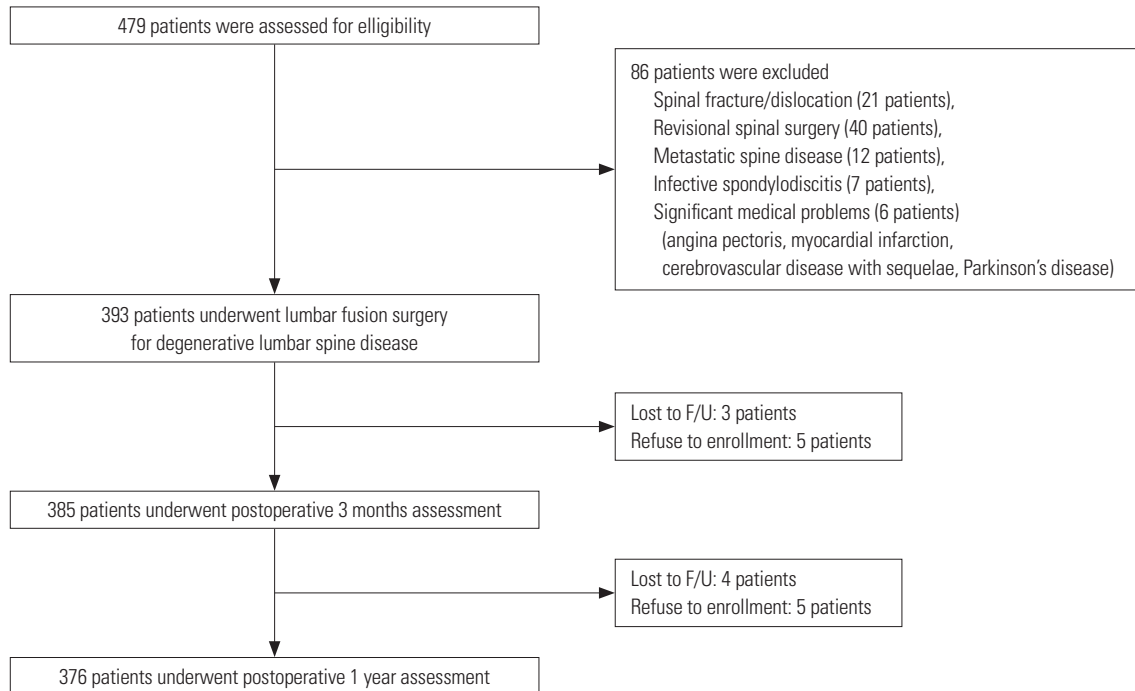 479 patients were assessed for elligibility
86 patients were excluded
Spinal fracture/dislocation (21 patients),
Revisional spinal surgery (40 patients),
Metastatic spine disease (12 patients),
Infective spondylodiscitis (7 patients),
Significant medical problems (6 patients)
(angina pectoris, myocardial infarction,
cerebrovascular disease with sequelae, Parkinson's disease)
393 patients underwent lumbar fusion surgery
for degenerative lumbar spine disease
Lost to F/U: 3 patients
Refuse to enrollment: 5 patients
385 patients underwent postoperative 3 months assessment
Lost to F/U: 4 patients
Refuse to enrollment: 5 patients
376 patients underwent postoperative 1 year assessment